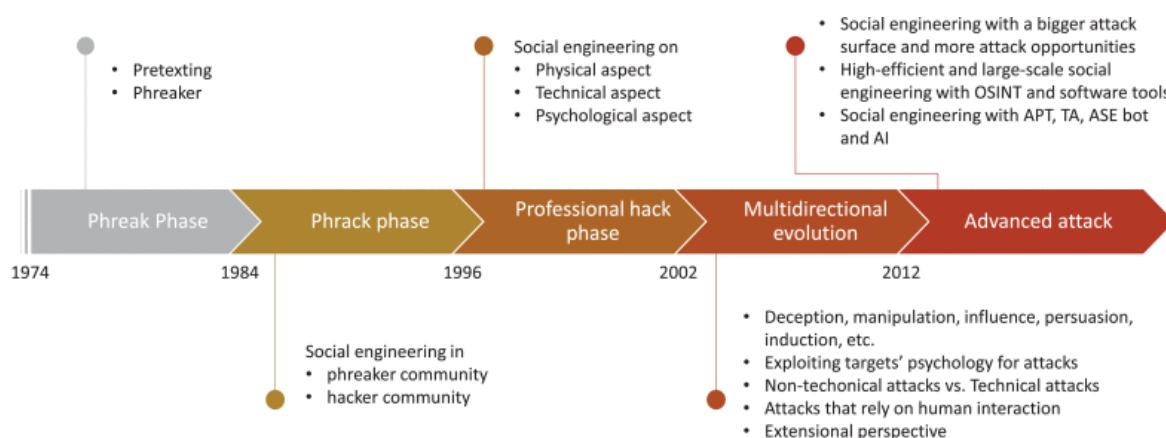 • Pretexting
• Phreaker
Social engineering on
• Physical aspect
• Technical aspect
• Psychological aspect
• Social engineering with a bigger attack
surface and more attack opportunities
• High-efficient and large-scale social
engineering with OSINT and software tools
• Social engineering with APT, TA, ASE bot
and AI
Phreak Phase
Phrack phase
Professional hack
phase
Multidirectional
evolution
Advanced attack
1974
1984
1996
2002
2012
Social engineering in
• phreaker community
• hacker community
• Deception, manipulation, influence, persuasion,
induction, etc.
• Exploiting targets’ psychology for attacks
• Non-techonical attacks vs. Technical attacks
• Attacks that rely on human interaction
• Extensional perspective